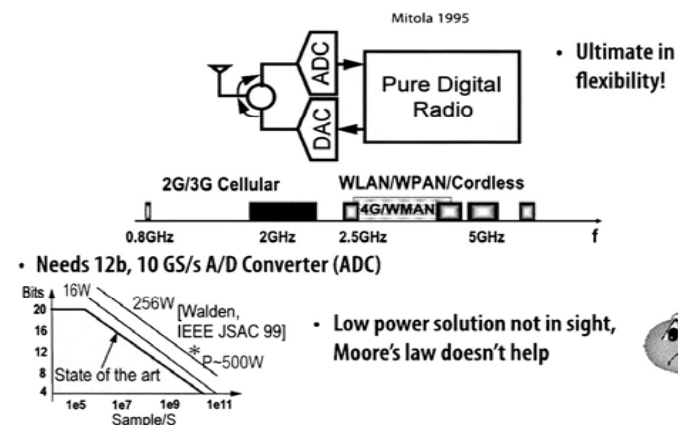 Mitola 1995
ADC
DAC
Pure Digital
Radio
• Ultimate in
flexibility!
2G/3G Cellular
WLAN/WPAN/Cordless
4G/WMAN
0.8GHz
2GHz
2.5GHz
5GHz
f
• Needs 12b, 10 GS/s A/D Converter (ADC)
Bits
20
16
12
8
4
16W
256W
[Walden,
IEEE JSAC 99]
* P~500W
State of the art
1e5
1e7
1e9
1e11
Sample/S
• Low power solution not in sight,
Moore's law doesn't help